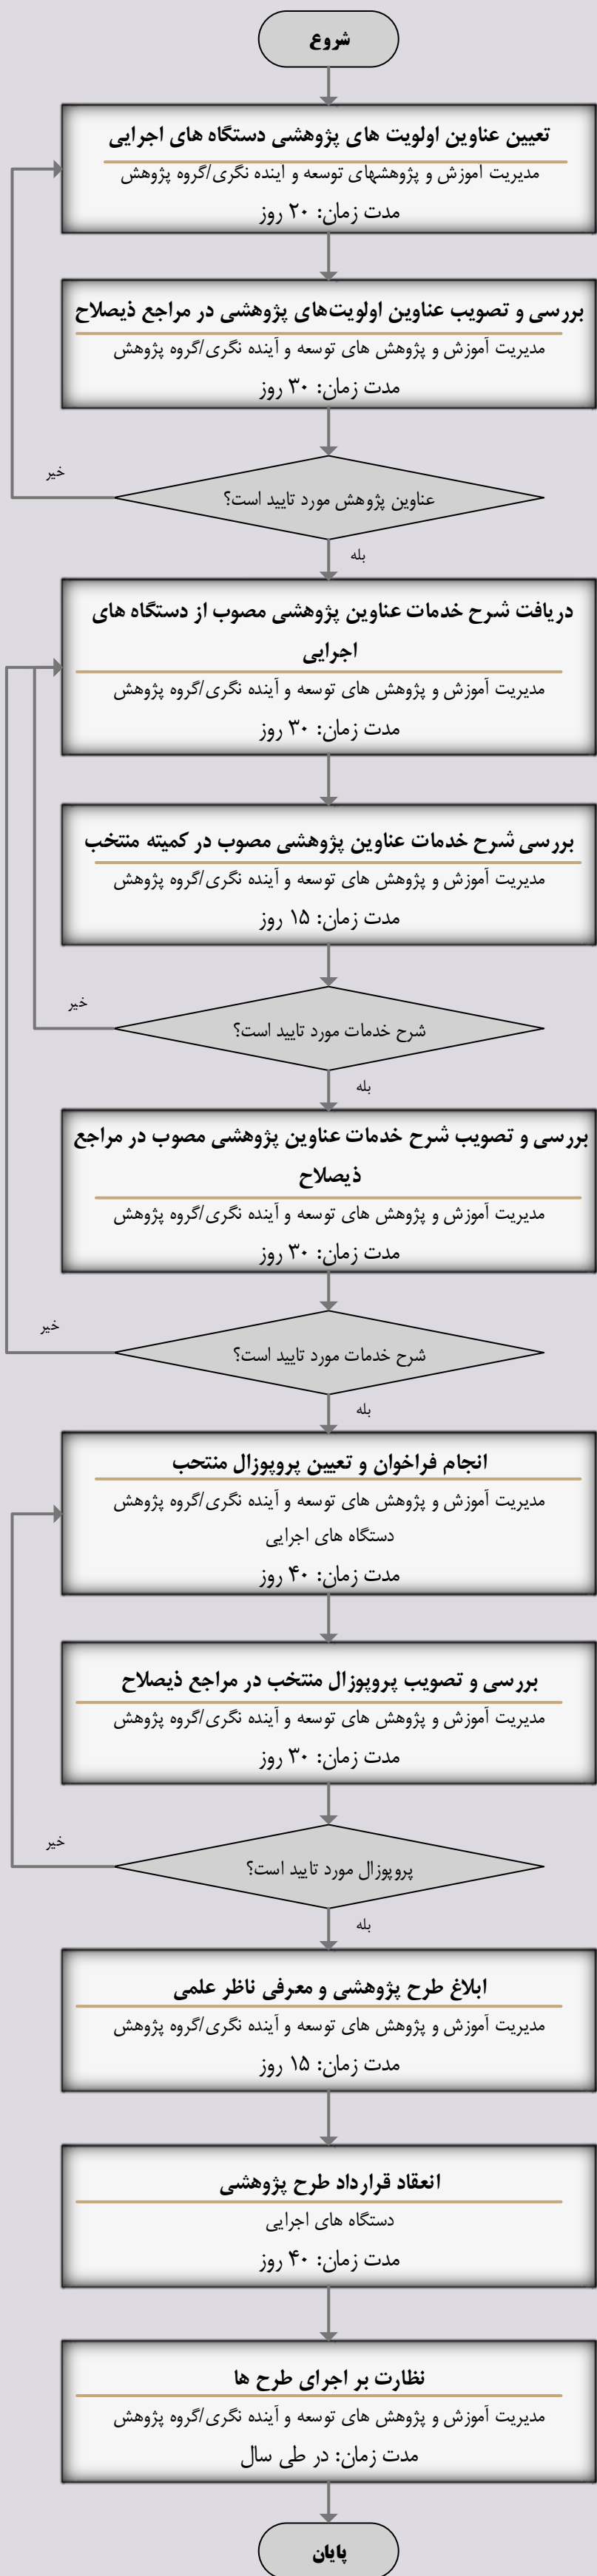 شروع
تعیین عناوین اولویت های پژوهشی دستگاه های اجرایی
مدیریت آموزش و پژوهشهای توسعه و آینده نگری/گروه پژوهش
مدت زمان: ۲۰ روز
بررسی و تصویب عناوین اولویت‌های پژوهشی در مراجع ذیصلاح
مدیریت آموزش و پژوهش های توسعه و آینده نگری/گروه پژوهش
مدت زمان: ۳۰ روز
خیر
عناوین پژوهش مورد تایید است؟
بله
دریافت شرح خدمات عناوین پژوهشی مصوب از دستگاه های
اجرایی
مدیریت آموزش و پژوهش های توسعه و آینده نگری/گروه پژوهش
مدت زمان: ۳۰ روز
بررسی شرح خدمات عناوین پژوهشی مصوب در کمیته منتخب
مدیریت آموزش و پژوهش های توسعه و آینده نگری/گروه پژوهش
مدت زمان: ۱۵ روز
خیر
شرح خدمات مورد تایید است؟
بله
بررسی و تصویب شرح خدمات عناوین پژوهشی مصوب در مراجع
ذیصلاح
مدیریت آموزش و پژوهش های توسعه و آینده نگری/گروه پژوهش
مدت زمان: ۳۰ روز
خیر
شرح خدمات مورد تایید است؟
بله
انجام فراخوان و تعیین پروپوزال منتحب
مدیریت آموزش و پژوهش های توسعه و آینده نگری/گروه پژوهش
دستگاه های اجرایی
مدت زمان: ۴۰ روز
بررسی و تصویب پروپوزال منتخب در مراجع ذیصلاح
مدیریت آموزش و پژوهش های توسعه و آینده نگری/گروه پژوهش
مدت زمان: ۳۰ روز
خیر
پروپوزال مورد تایید است؟
بله
ابلاغ طرح پژوهشی و معرفی ناظر علمی
مدیریت آموزش و پژوهش های توسعه و آینده نگری/گروه پژوهش
مدت زمان: ۱۵ روز
انعقاد قرارداد طرح پژوهشی
دستگاه های اجرایی
مدت زمان: ۴۰ روز
نظارت بر اجرای طرح ها
مدیریت آموزش و پژوهش های توسعه و آینده نگری/گروه پژوهش
مدت زمان: در طی سال
پایان